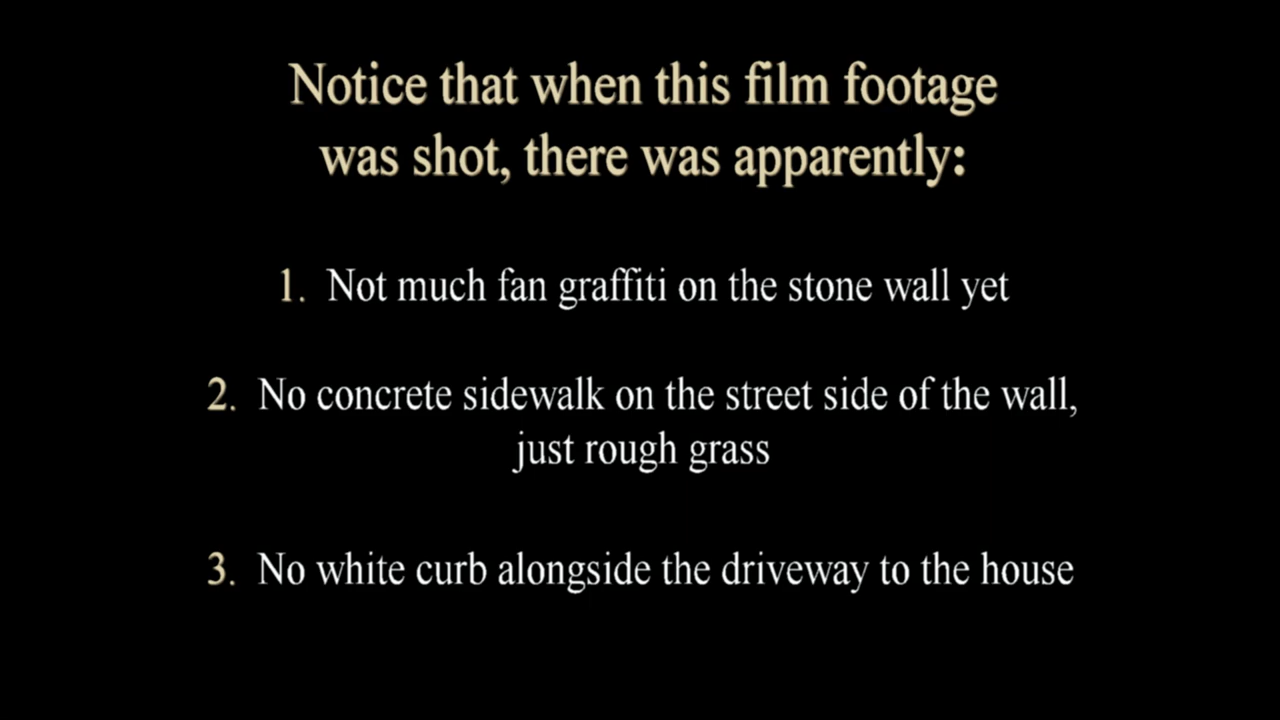 Notice that when this film footage
was shot, there was apparently:
1. Not much fan graffiti on the stone wall yet
2. No concrete sidewalk on the street side of the wall,
just rough grass
3. No white curb alongside the driveway to the house